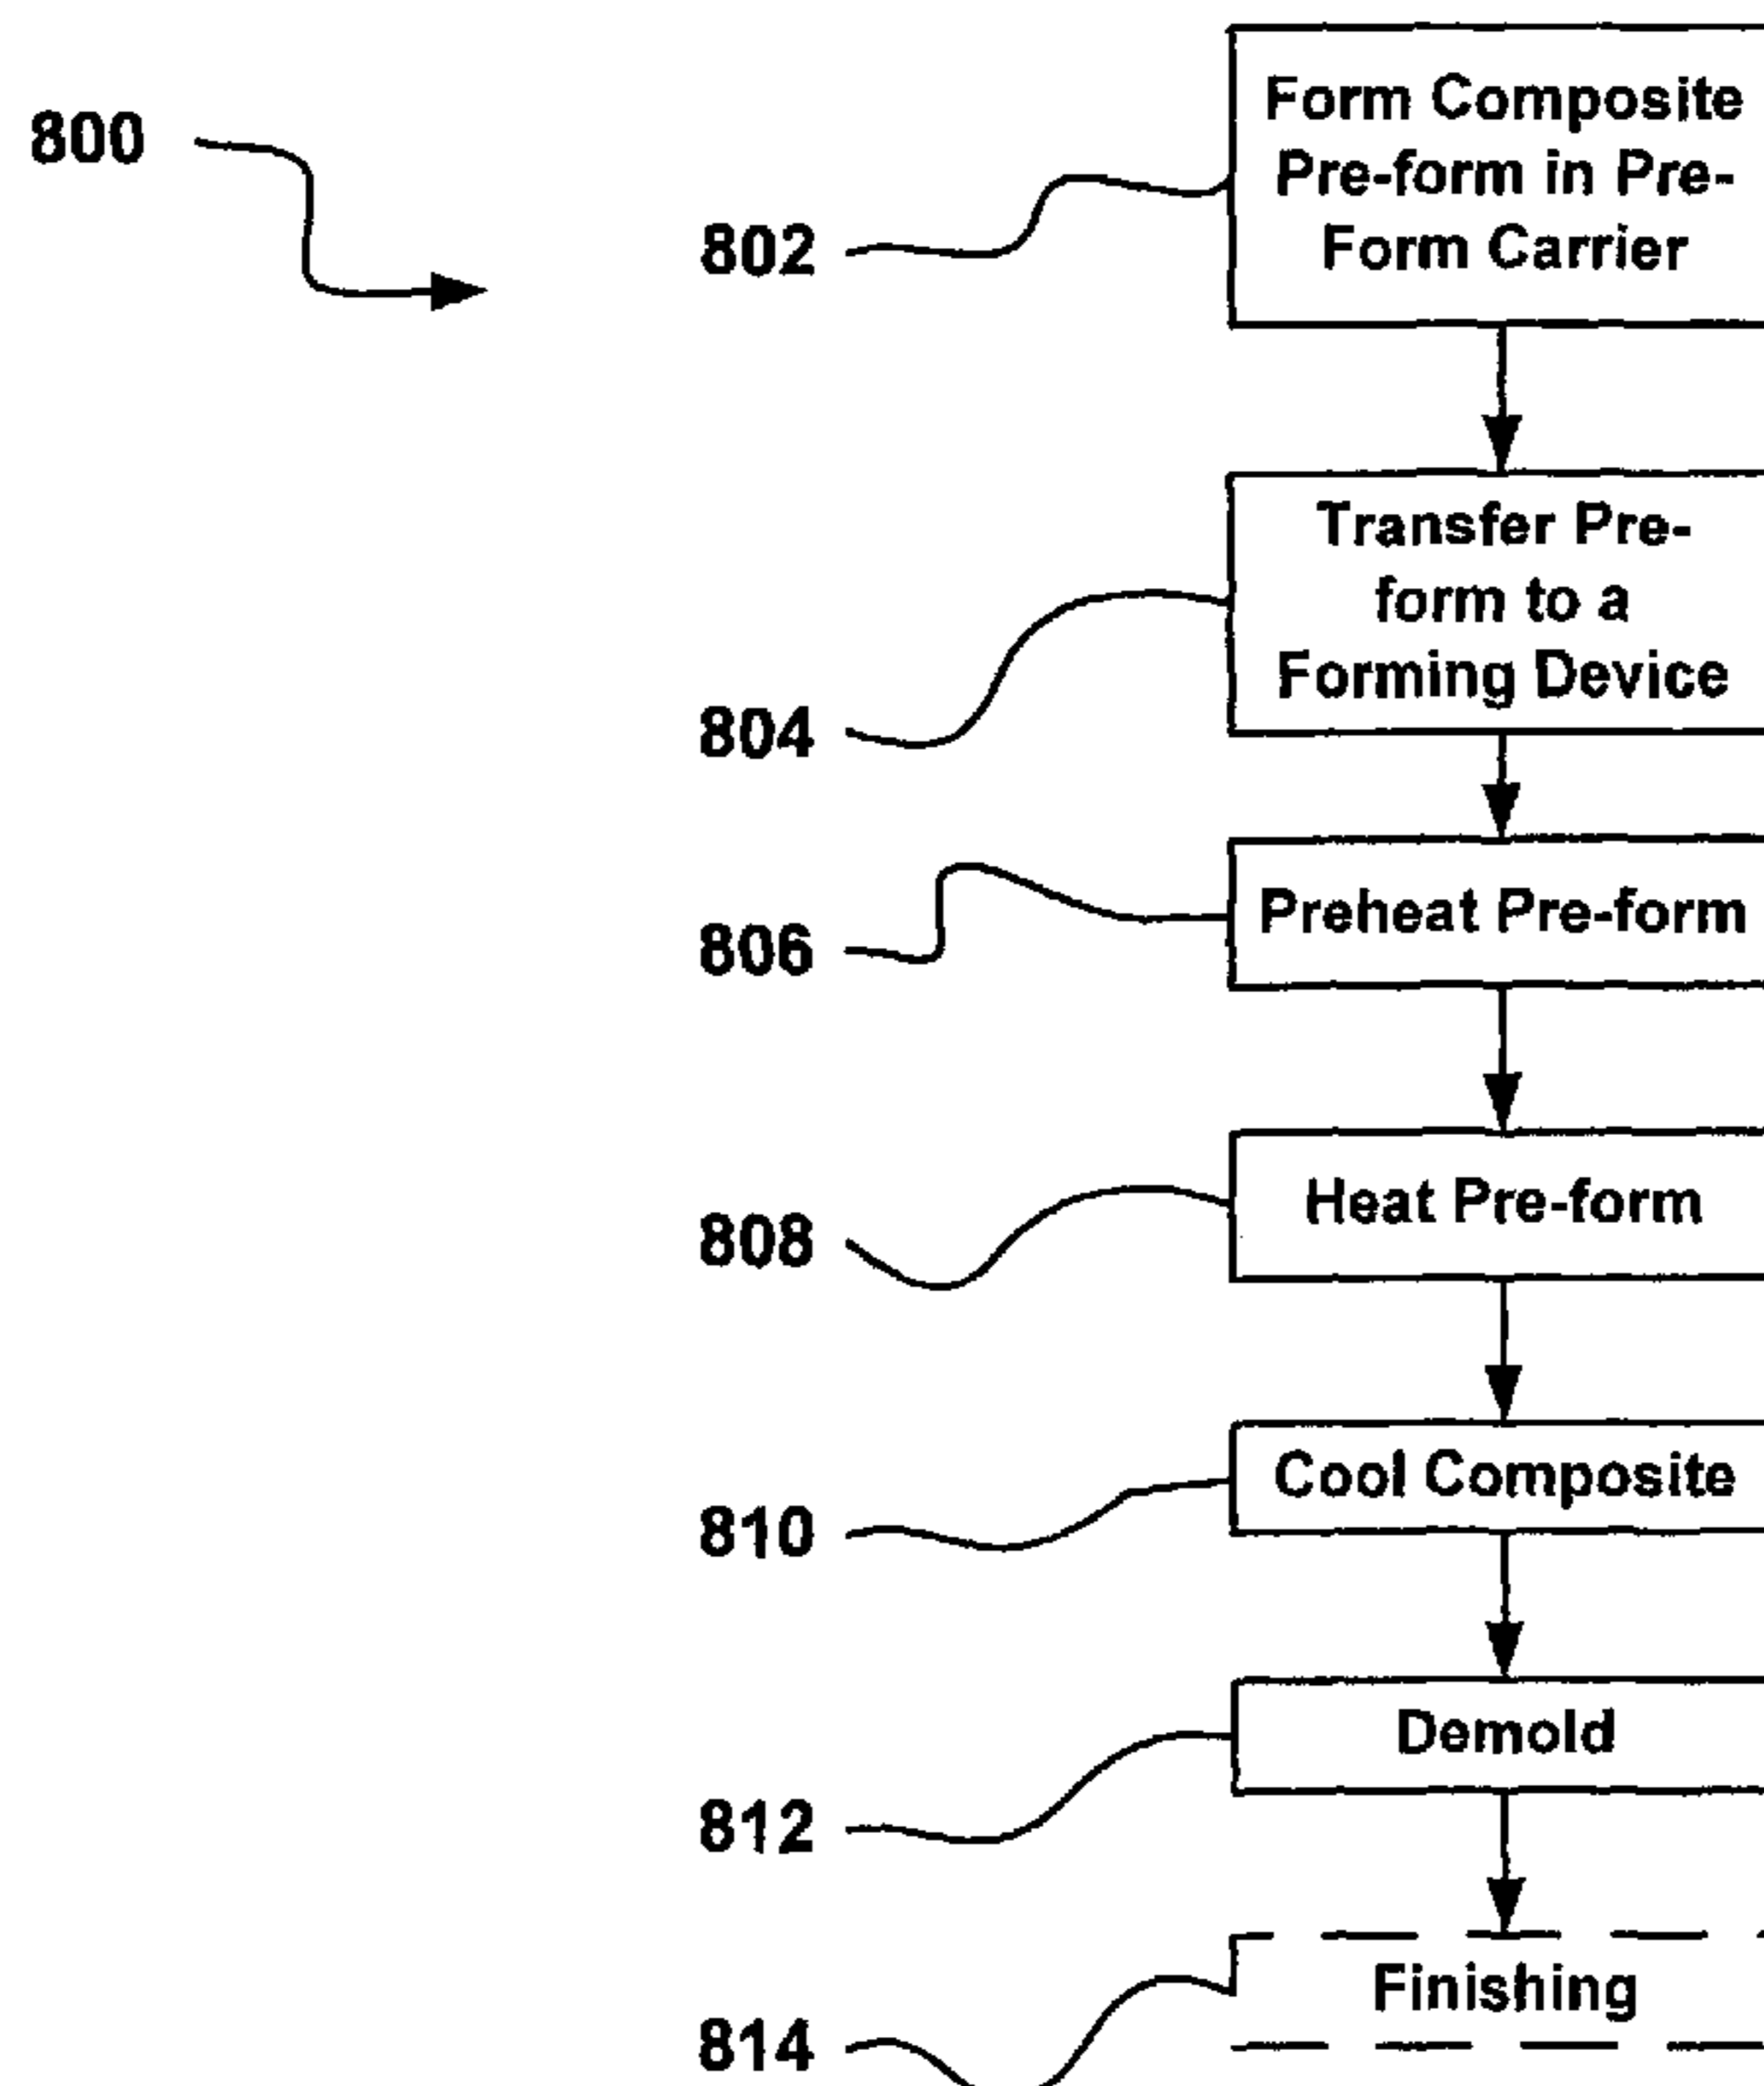 800
Form Composite
Pre-form in Pre-
Form Carrier
802
Transfer Pre-
form to a
Forming Device
804
Preheat Pre-form
806
Heat Pre-form
808
Cool Composite
810
Demold
812
Finishing
814